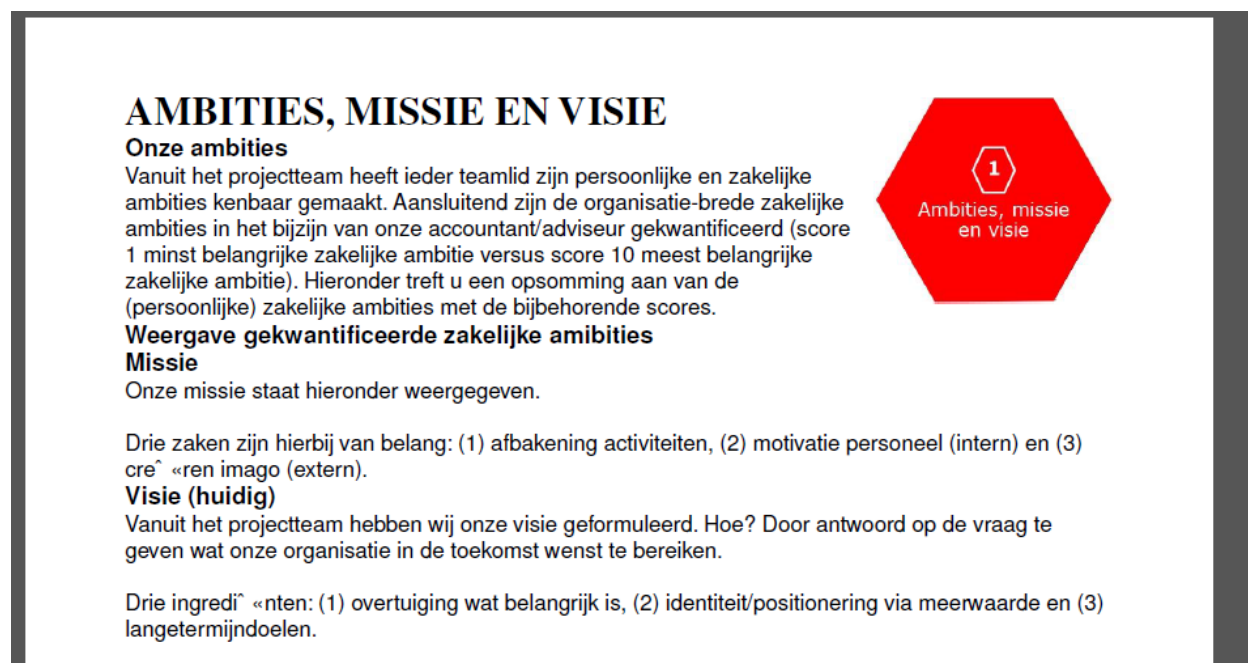 AMBITIES, MISSIE EN VISIE
Onze ambities
Vanuit het projectteam heeft ieder teamlid zijn persoonlijke en zakelijke
ambities kenbaar gemaakt. Aansluitend zijn de organisatie-brede zakelijke
ambities in het bijzijn van onze accountant/adviseur gekwantificeerd (score
1 minst belangrijke zakelijke ambitie versus score 10 meest belangrijke
zakelijke ambitie). Hieronder treft u een opsomming aan van de
(persoonlijke) zakelijke ambities met de bijbehorende scores.
1
Ambities, missie
en visie
Weergave gekwantificeerde zakelijke amibities
Missie
Onze missie staat hieronder weergegeven.
Drie zaken zijn hierbij van belang: (1) afbakening activiteiten, (2) motivatie personeel (intern) en (3)
creˆ «ren imago (extern).
Visie (huidig)
Vanuit het projectteam hebben wij onze visie geformuleerd. Hoe? Door antwoord op de vraag te
geven wat onze organisatie in de toekomst wenst te bereiken.
Drie ingrediˆ «nten: (1) overtuiging wat belangrijk is, (2) identiteit/positionering via meerwaarde en (3)
langetermijndoelen.